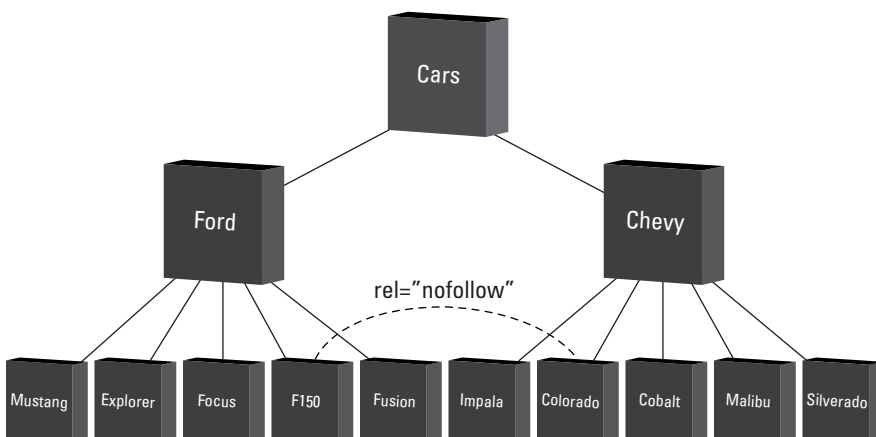 Cars
Ford
Chevy
rel=”nofollow”
Mustang
Explorer
Focus
F150
Fusion
Impala
Colorado
Cobalt
Malibu
Silverado